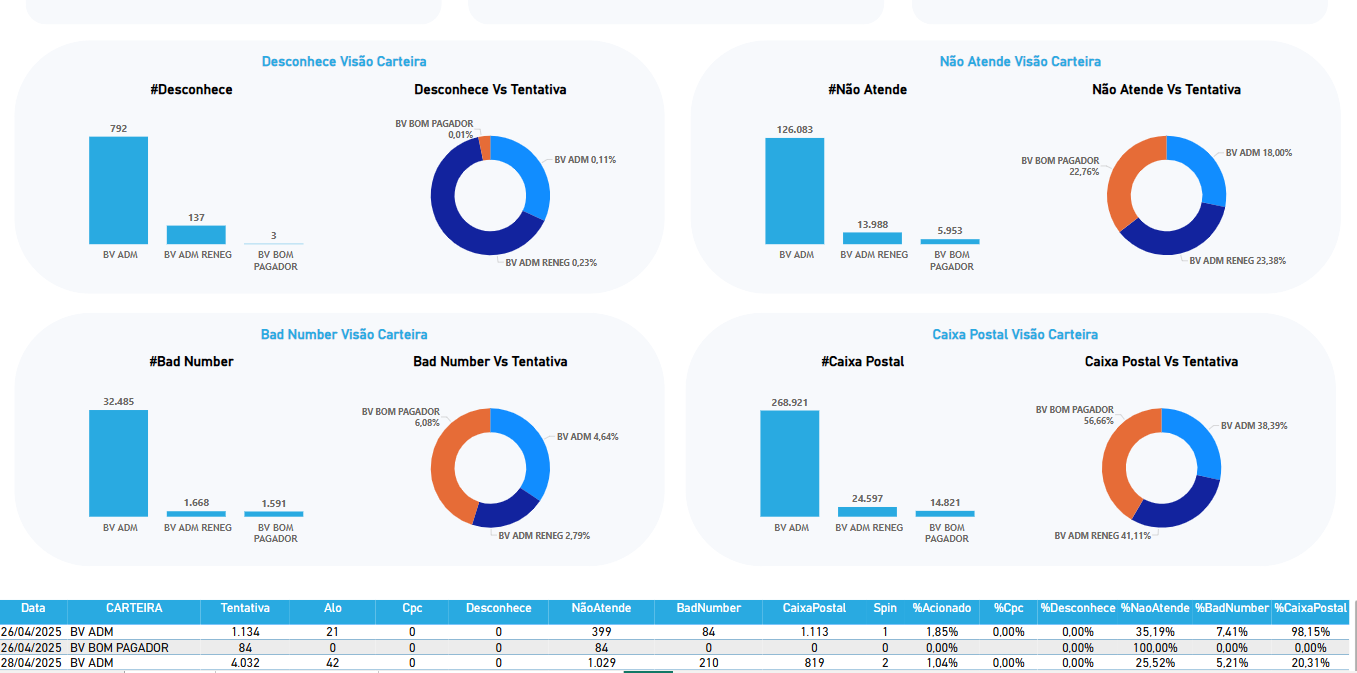 Desconhece Visão Carteira
#Desconhece
792
137
3
BV ADM
BV ADM RENEG
BV BOM
PAGADOR
Desconhece Vs Tentativa
BV BOM PAGADOR
0,01%
BV ADM 0,11%
BV ADM RENEG 0,23%
Não Atende Visão Carteira
#Não Atende
126.083
13.988
5.953
BV ADM
BV ADM RENEG
BV BOM
PAGADOR
Não Atende Vs Tentativa
BV BOM PAGADOR
22,76%
BV ADM 18,00%
BV ADM RENEG 23,38%
Bad Number Visão Carteira
#Bad Number
32.485
1.668
1.591
BV ADM
BV ADM RENEG
BV BOM
PAGADOR
Bad Number Vs Tentativa
BV BOM PAGADOR
6,08%
BV ADM 4,64%
BV ADM RENEG 2,79%
Caixa Postal Visão Carteira
#Caixa Postal
268.921
24.597
14.821
BV ADM
BV ADM RENEG
BV BOM
PAGADOR
Caixa Postal Vs Tentativa
BV BOM PAGADOR
56,66%
BV ADM 38,39%
BV ADM RENEG 41,11%
Data CARTEIRA Tentativa Alo Cpc Desconhece NãoAtende BadNumber CaixaPostal Spin %Acionado %Cpc %Desconhece %NaoAtende %BadNumber %CaixaPostal
26/04/2025 BV ADM 1.134 21 0 0 399 84 1.113 1 1,85% 0,00% 0,00% 35,19% 7,41% 98,15%
26/04/2025 BV BOM PAGADOR 84 0 0 0 84 0 0 0 0,00% 0,00% 100,00% 0,00% 0,00%
28/04/2025 BV ADM 4.032 42 0 0 1.029 210 819 2 1,04% 0,00% 0,00% 25,52% 5,21% 20,31%